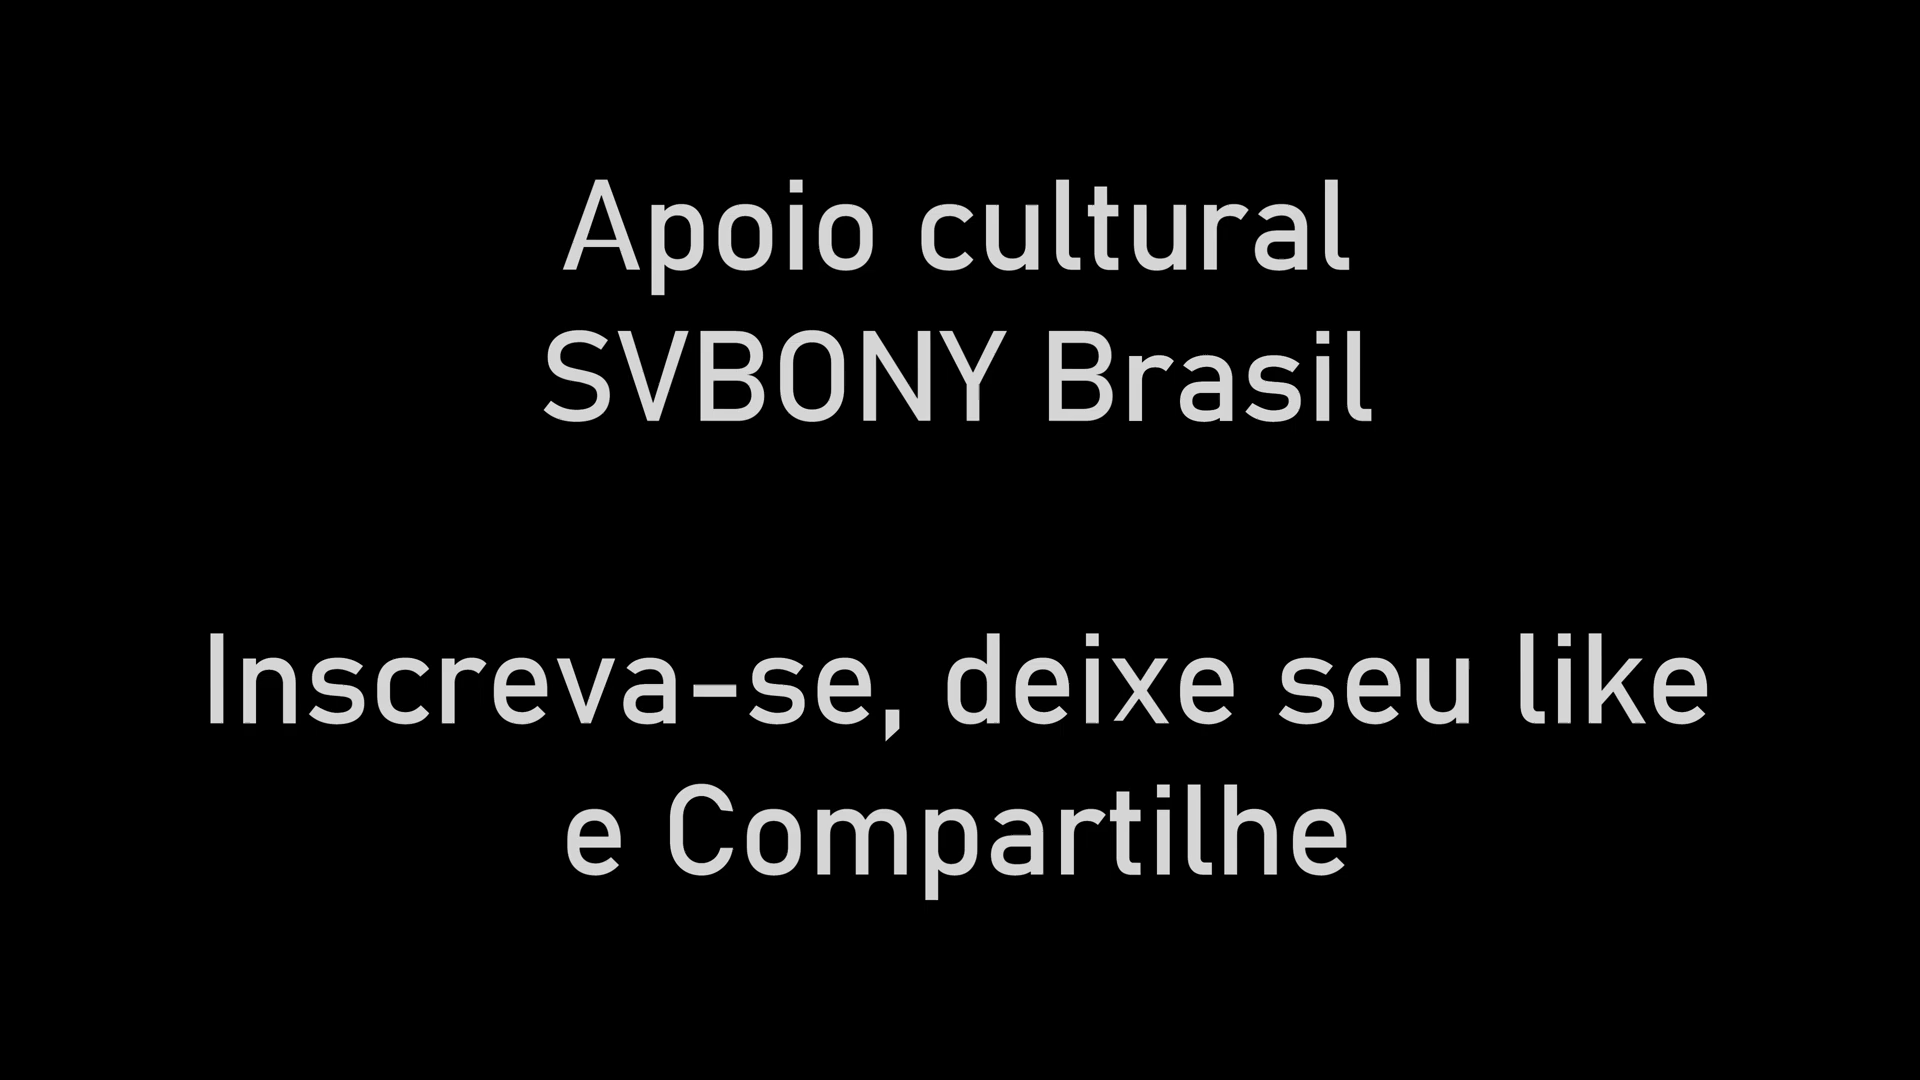 Apoio cultural
SVBONY Brasil
Inscreva-se, deixe seu like
e Compartilhe